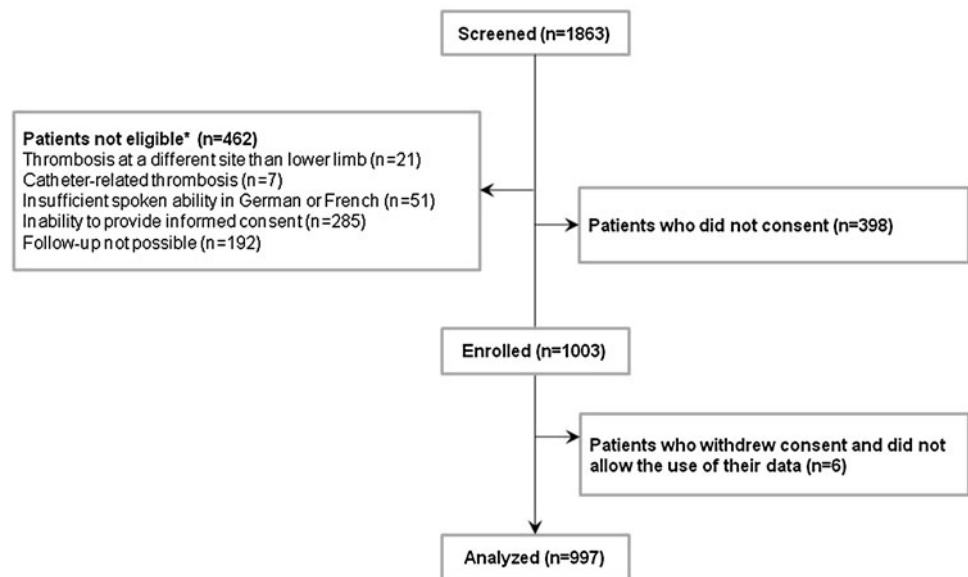 Screened (n=1863)
Patients not eligible* (n=462)
Thrombosis at a different site than lower limb (n=21)
Catheter-related thrombosis (n=7)
Insufficient spoken ability in German or French (n=51)
Inability to provide informed consent (n=285)
Follow-up not possible (n=192)
Patients who did not consent (n=398)
Enrolled (n=1003)
Patients who withdrew consent and did not
allow the use of their data (n=6)
Analyzed (n=997)